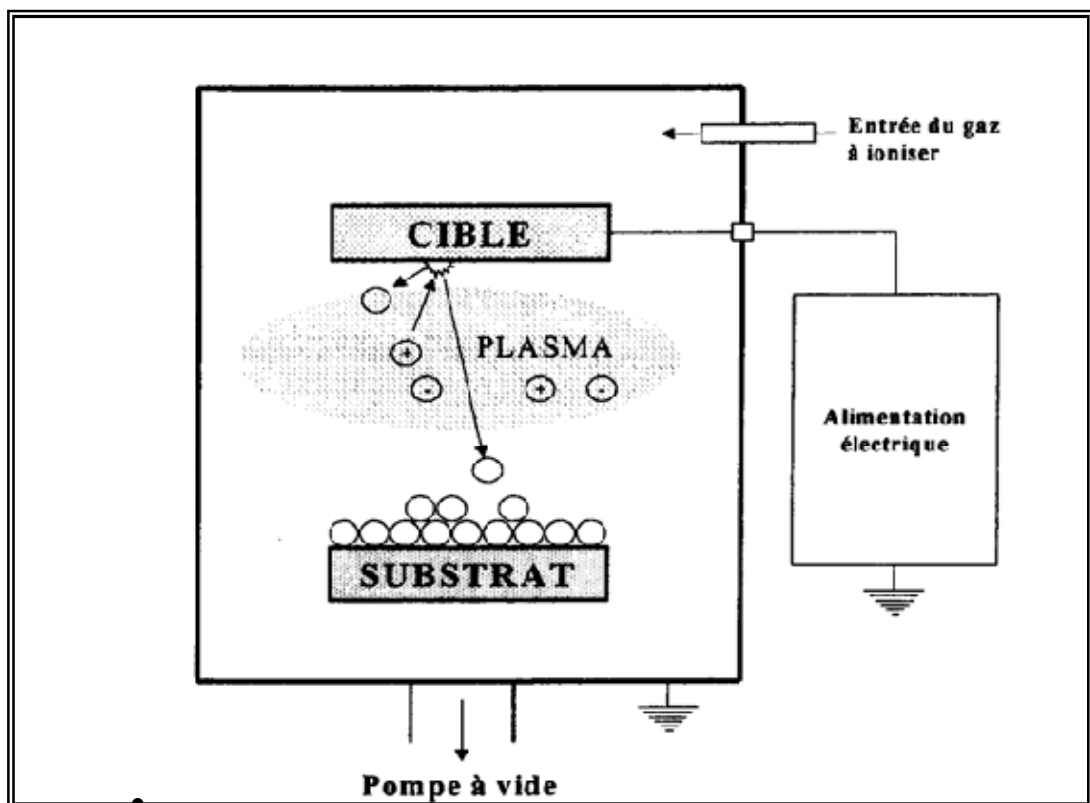 Entrée du gaz
à ioniser
CIBLE
PLASMA
+
-
+
-
Alimentation
électrique
SUBSTRAT
Pompe à vide